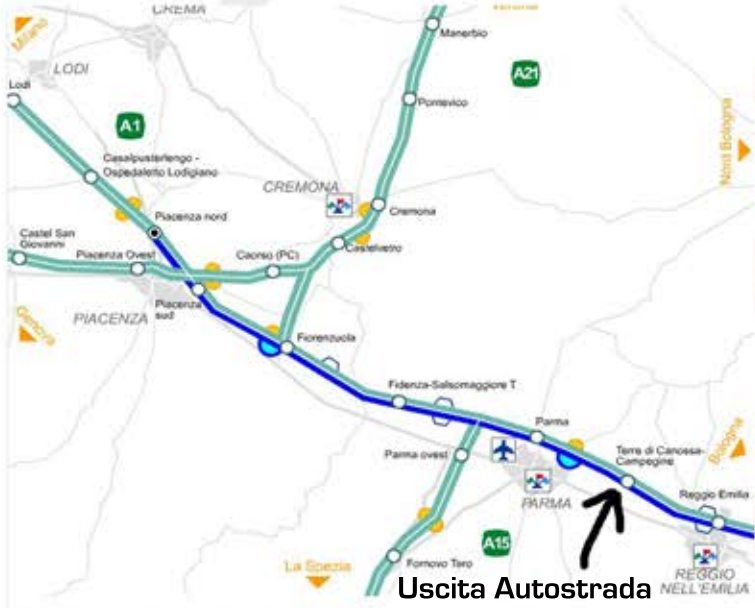 CREMA
Milano
LODI
Lodi
Manerbio
A21
Pontevico
A1
Nord Bologna
Casalpusterlengo -
Ospedaletto Lodigiano
CREMONA
Cremona
Piacenza nord
Castel San
Giovanni
Piacenza Ovest
Caorso (PC)
Castelvetro
Piacenza
sud
PIACENZA
Genova
Fiorenzuola
Fidenza-Salsomaggiore T
Parma
Parma ovest
Terre di Canossa-
Campegine
Bologna
Reggio Emilia
PARMA
A15
La Spezia
Fornovo Taro
REGGIO
NELL'EMILIA
Uscita Autostrada